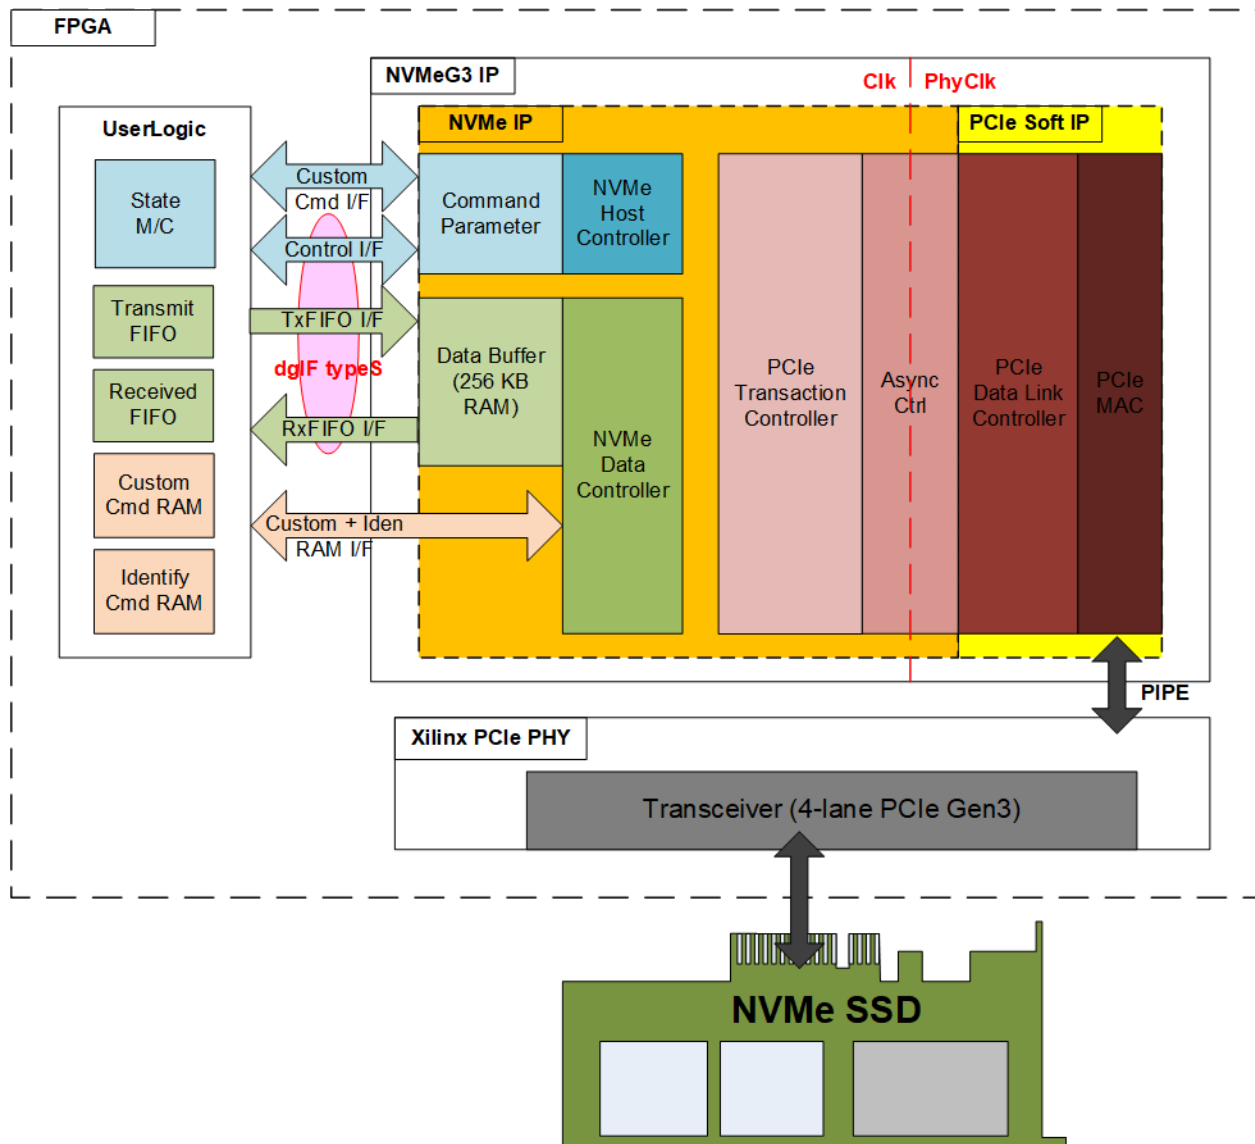 FPGA
NVMeG3 IP
Clk
PhyClk
UserLogic
NVMe IP
PCIe Soft IP
State
M/C
Custom
Cmd I/F
Control I/F
Command
Parameter
NVMe
Host
Controller
Transmit
FIFO
TxFIFO I/F
dgIF typeS
Received
FIFO
RxFIFO I/F
Data Buffer
(256 KB
RAM)
NVMe
Data
Controller
PCIe
Transaction
Controller
Async
Ctrl
PCIe
Data Link
Controller
PCIe
MAC
Custom
Cmd RAM
Custom + Iden
RAM I/F
Identify
Cmd RAM
PIPE
Xilinx PCIe PHY
Transceiver (4-lane PCIe Gen3)
NVMe SSD